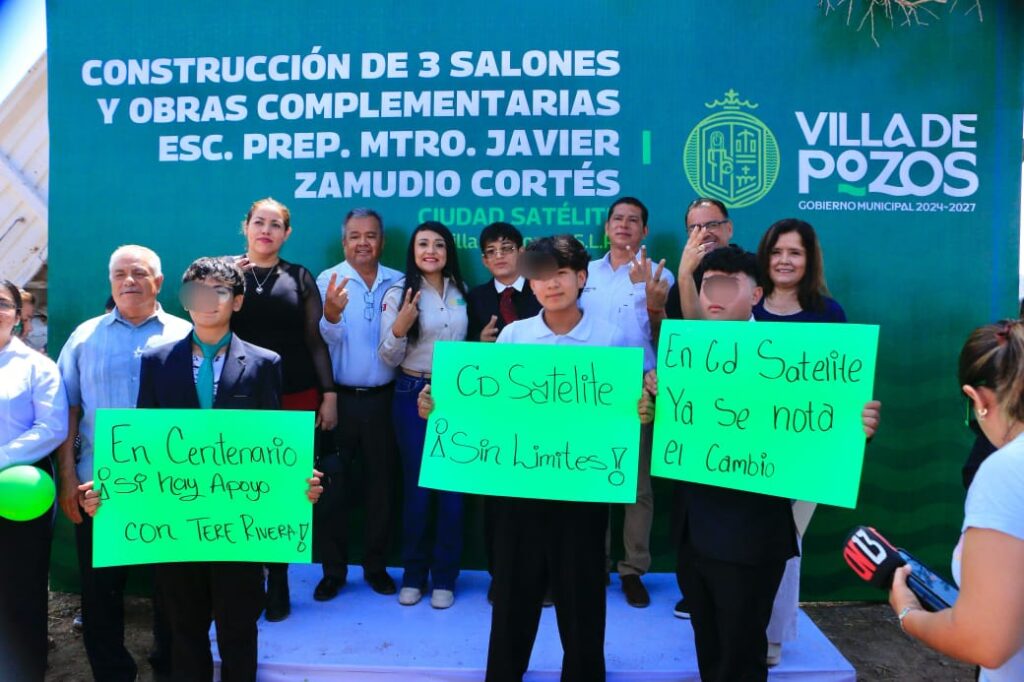 CONSTRUCCIÓN DE 3 SALONES
Y OBRAS COMPLEMENTARIAS
ESC. PREP. MTRO. JAVIER
ZAMUDIO CORTÉS
CIUDAD SATÉLITE
VILLA DE
POZOS
GOBIERNO MUNICIPAL 2024-2027
En Centenario
¡Si hay Apoyo
con TERE RIVERA!
CD SAtelite
¡Sin Limites!
En Cd Satelite
Ya Se nota
el Cambio